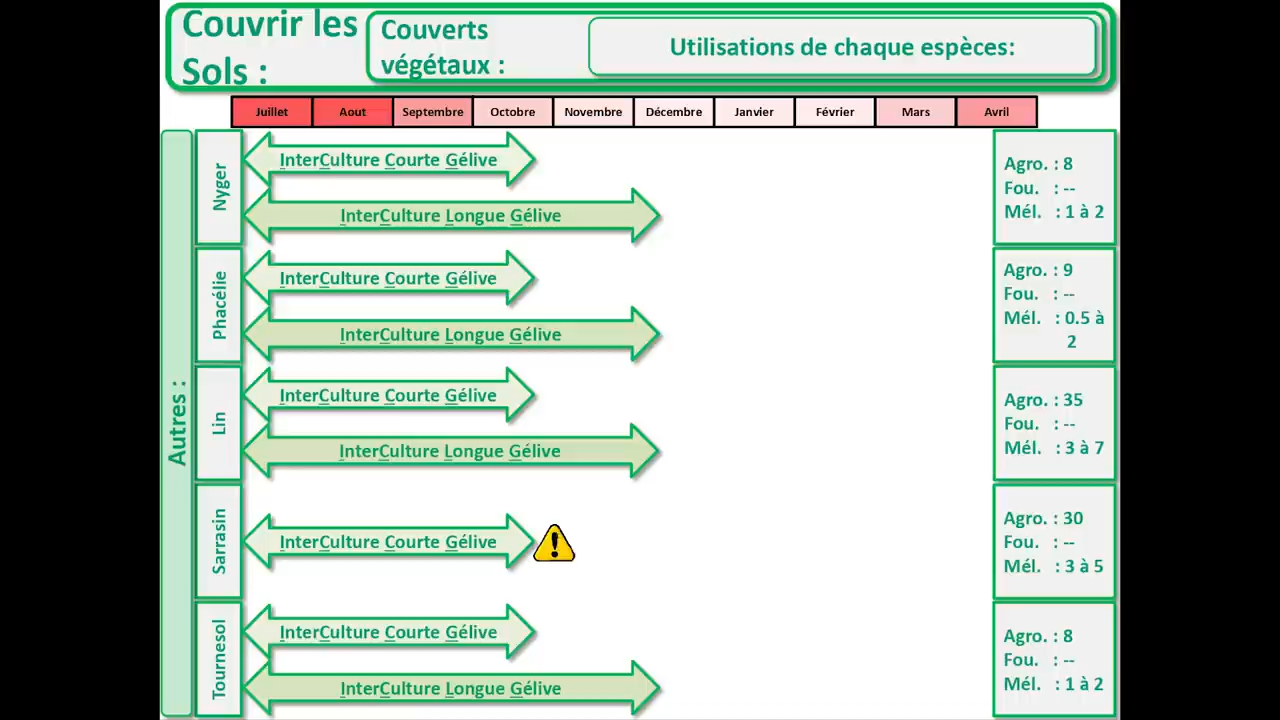 Couvrir les
Sols :
Couverts
végétaux :
Utilisations de chaque espèces:
Juillet Aout Septembre Octobre Novembre Décembre Janvier Février Mars Avril
Autres :
Nyger
InterCulture Courte Gélive
InterCulture Longue Gélive
Agro. : 8
Fou. : --
Mél. : 1 à 2
Phacélie
InterCulture Courte Gélive
InterCulture Longue Gélive
Agro. : 9
Fou. : --
Mél. : 0.5 à
2
Lin
InterCulture Courte Gélive
InterCulture Longue Gélive
Agro. : 35
Fou. : --
Mél. : 3 à 7
Sarrasin
InterCulture Courte Gélive
!
Agro. : 30
Fou. : --
Mél. : 3 à 5
Tournesol
InterCulture Courte Gélive
InterCulture Longue Gélive
Agro. : 8
Fou. : --
Mél. : 1 à 2